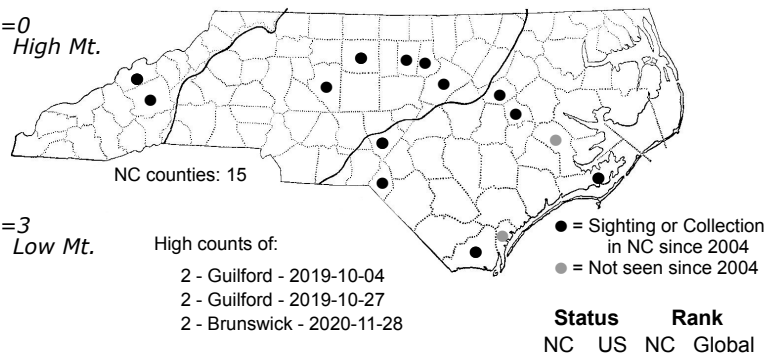 =0
High Mt.
NC counties: 15
=3
Low Mt.
High counts of:
2 - Guilford - 2019-10-04
2 - Guilford - 2019-10-27
2 - Brunswick - 2020-11-28
= Sighting or Collection
in NC since 2004
= Not seen since 2004
Status Rank
NC US NC Global